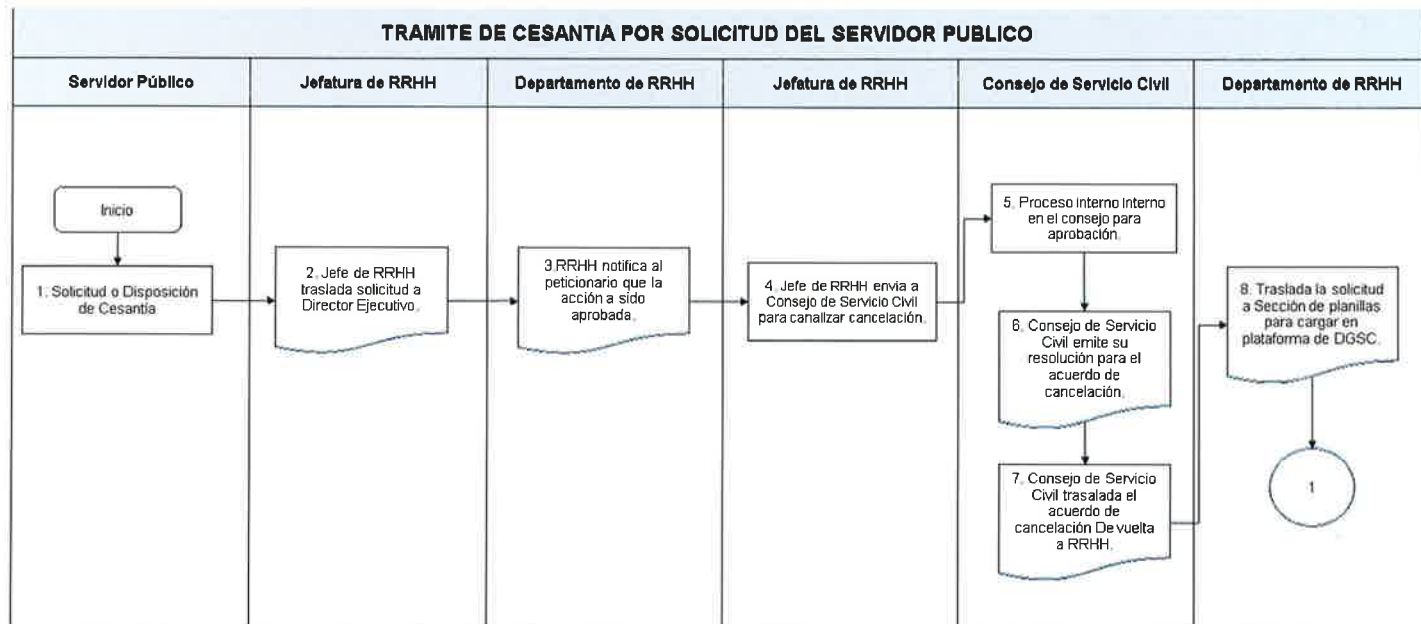 TRAMITE DE CESANTIA POR SOLICITUD DEL SERVIDOR PUBLICO
Servidor Público
Jefatura de RRHH
Departamento de RRHH
Jefatura de RRHH
Consejo de Servicio Civil
Departamento de RRHH
Inicio
1. Solicitud o Disposición
de Cesantía
2. Jefe de RRHH
traslada solicitud a
Director Ejecutivo.
3.RRHH notifica al
peticionario que la
acción a sido
aprobada.
4. Jefe de RRHH envia a
Consejo de Servicio Civil
para canalizar cancelación.
5. Proceso interno Interno
en el consejo para
aprobación.
6. Consejo de Servicio
Civil emite su
resolución para el
acuerdo de
cancelación.
7. Consejo de Servicio
Civil trasalada el
acuerdo de
cancelación De vuelta
a RRHH.
8. Traslada la solicitud
a Sección de planillas
para cargar en
plataforma de DGSC.
1